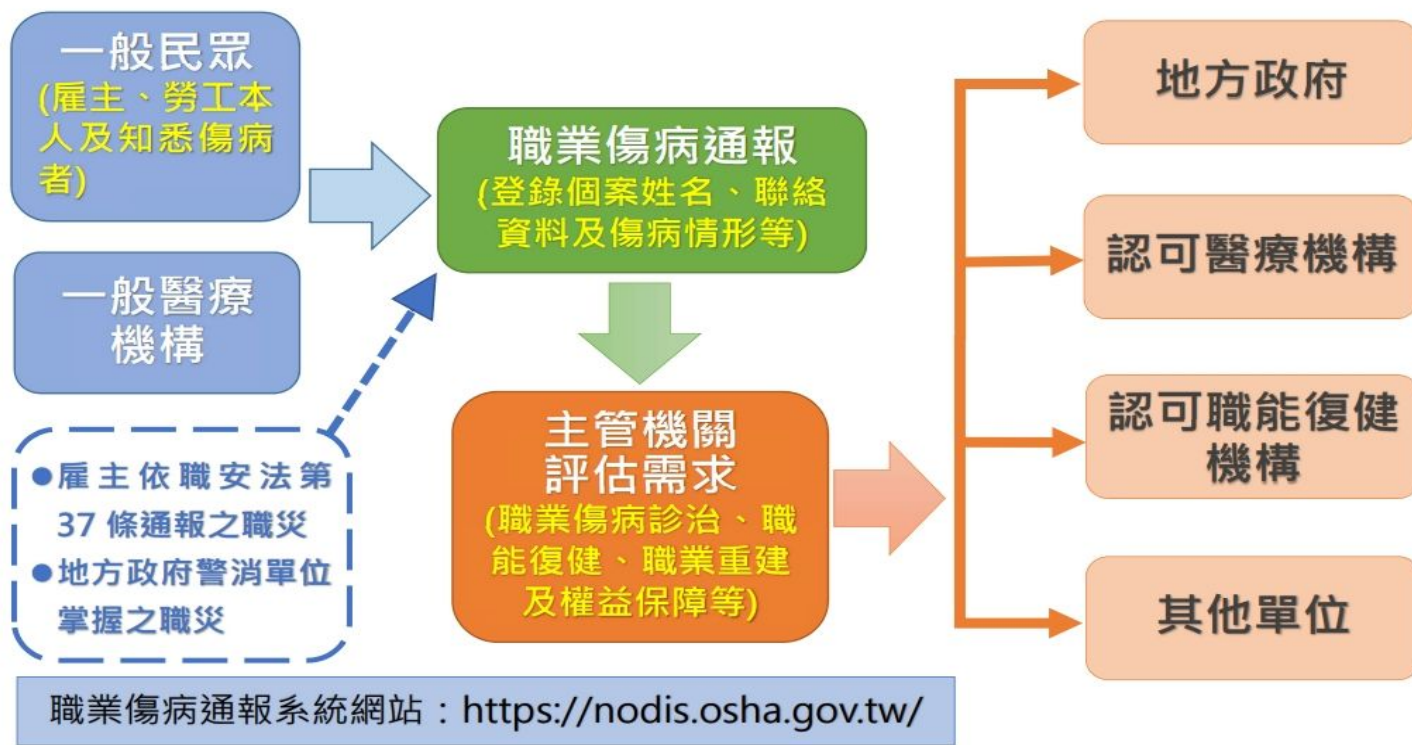 一般民眾
(雇主、勞工本
人及知悉傷病
者)
一般醫療
機構
●雇主依職安法第
37 條通報之職災
●地方政府警消單位
掌握之職災
職業傷病通報
(登錄個案姓名、聯絡
資料及傷病情形等)
主管機關
評估需求
(職業傷病診治、職
能復健、職業重建
及權益保障等)
地方政府
認可醫療機構
認可職能復健
機構
其他單位
職業傷病通報系統網站：https://nodis.osha.gov.tw/